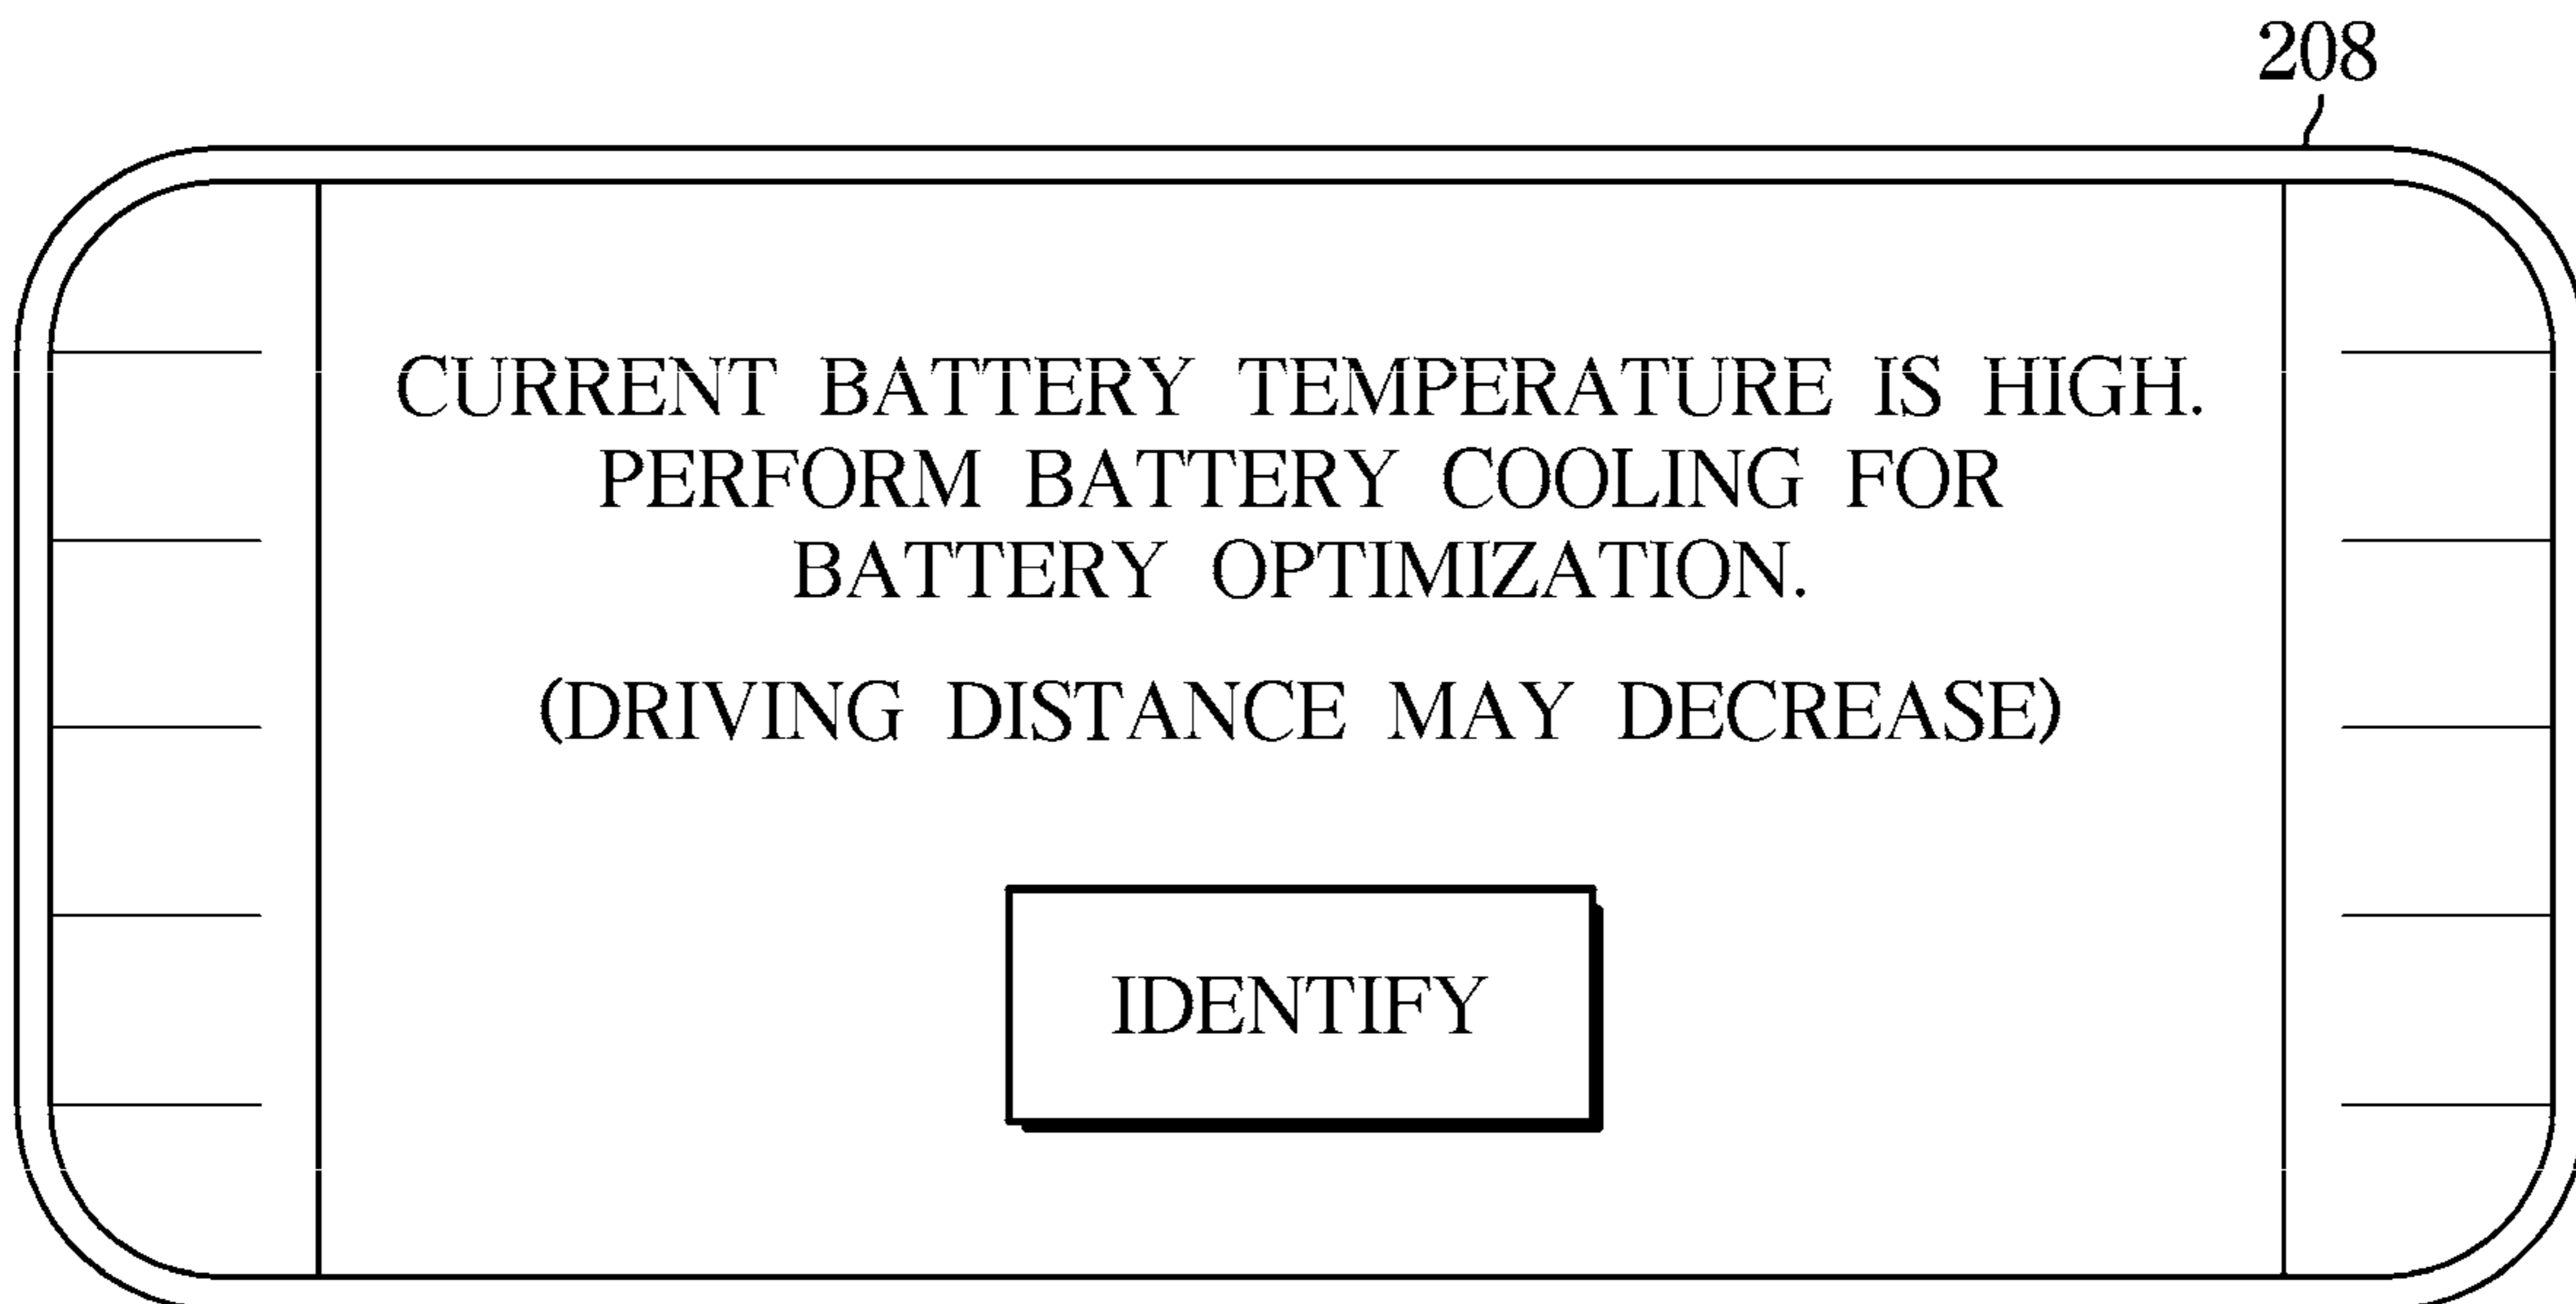 208
CURRENT BATTERY TEMPERATURE IS HIGH.
PERFORM BATTERY COOLING FOR
BATTERY OPTIMIZATION.
(DRIVING DISTANCE MAY DECREASE)
IDENTIFY